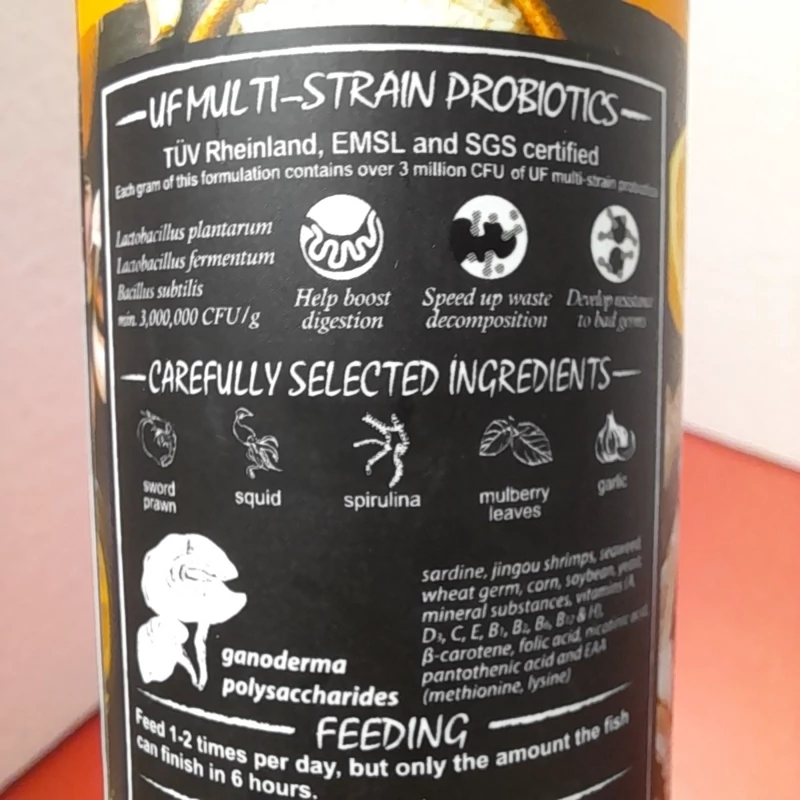 UF MULTI-STRAIN PROBIOTICS
TÜV Rheinland, EMSL and SGS certified
Each gram of this formulation contains over 3 million CFU of UF multi-strain probiotics
Lactobacillus plantarum
Lactobacillus fermentum
Bacillus subtilis
min. 3,000,000 CFU/g
Help boost
digestion
Speed up waste
decomposition
Develop resistance
to bad germs
CAREFULLY SELECTED INGREDIENTS
sword
prawn
squid
spirulina
mulberry
leaves
garlic
ganoderma
polysaccharides
sardine, jingou shrimps, seaweed,
wheat germ, corn, soybean, yeast,
mineral substances, vitamins (A,
D₃, C, E, B₁, B₂, B₆, B₁₂ & H),
β-carotene, folic acid, nicotinic acid,
pantothenic acid and EAA
(methionine, lysine)
FEEDING
Feed 1-2 times per day, but only the amount the fish
can finish in 6 hours.